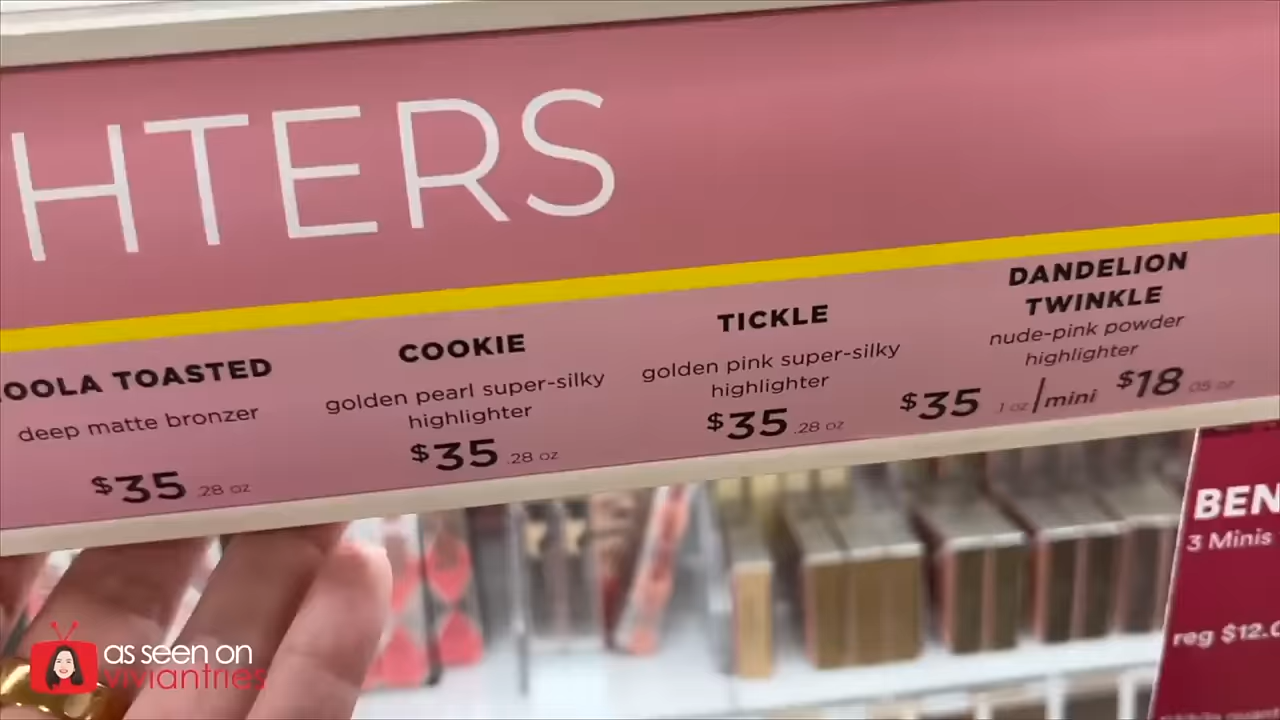 HTERS
OOLA TOASTED
deep matte bronzer
$35 .28 oz
COOKIE
golden pearl super-silky
highlighter
$35 .28 oz
TICKLE
golden pink super-silky
highlighter
$35 .28 oz
DANDELION
TWINKLE
nude-pink powder
highlighter
$35 .1 oz / mini $18 .05 oz
BEN
3 Minis
reg $12.0
as seen on
viviantries